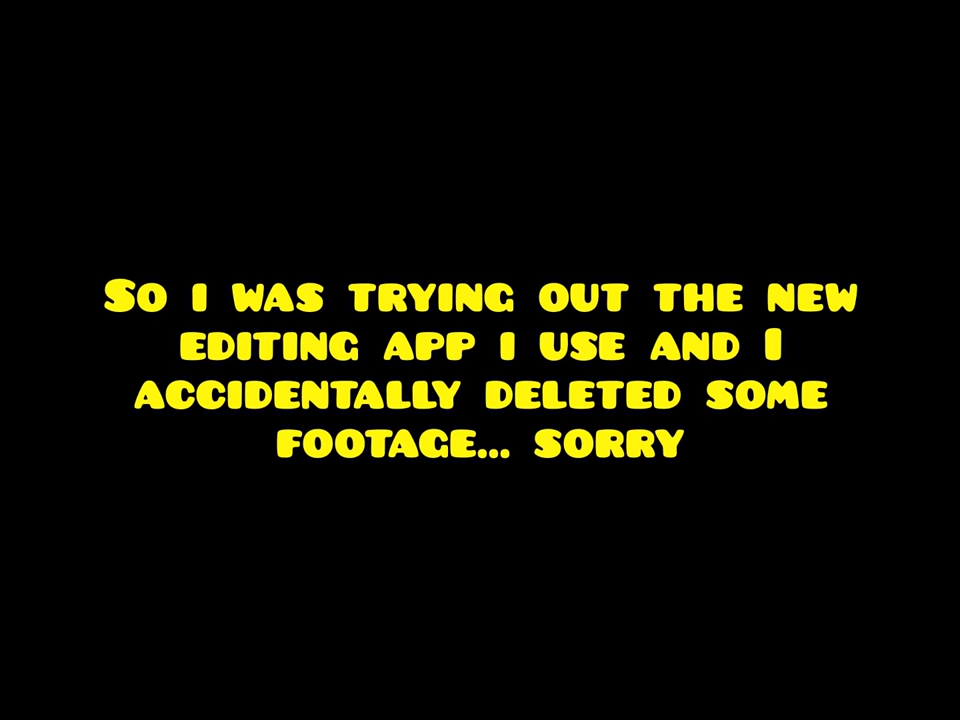 So i was trying out the new
editing app i use and I
accidentally deleted some
footage... sorry